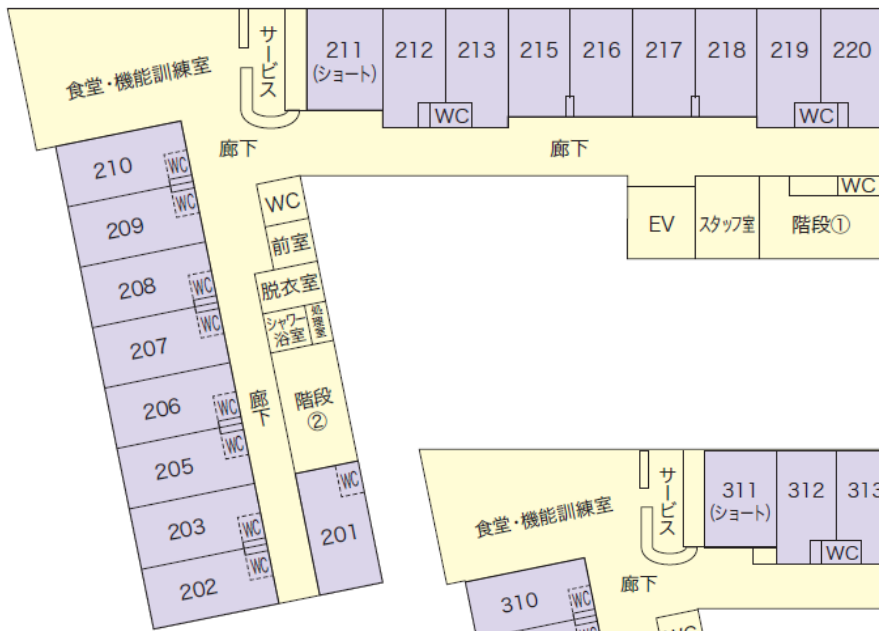 食堂・機能訓練室
サービス
211
(ショート)
212
213
215
216
217
218
219
220
WC
WC
廊下
廊下
210
WC
WC
209
208
WC
WC
207
206
WC
WC
205
203
WC
WC
202
WC
前室
脱衣室
シャワー
浴室
処理室
廊下
階段
②
WC
201
EV
スタッフ室
WC
階段①
食堂・機能訓練室
サービス
311
(ショート)
312
313
WC
廊下
310
WC
WC
WC